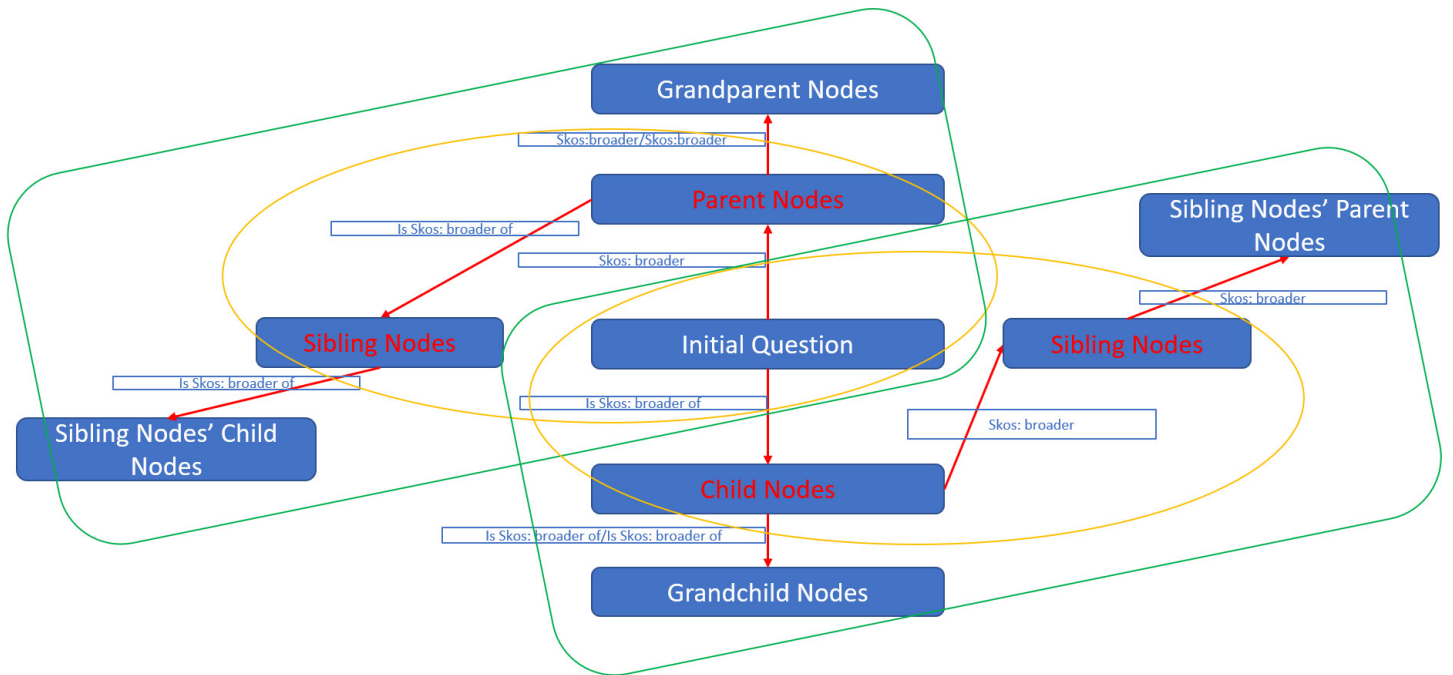 Grandparent Nodes
Skos:broader/Skos:broader
Parent Nodes
Sibling Nodes' Parent
Nodes
Is Skos: broader of
Skos: broader
Skos: broader
Sibling Nodes
Initial Question
Sibling Nodes
Is Skos: broader of
Is Skos: broader of
Skos: broader
Sibling Nodes' Child
Nodes
Child Nodes
Is Skos: broader of/Is Skos: broader of
Grandchild Nodes